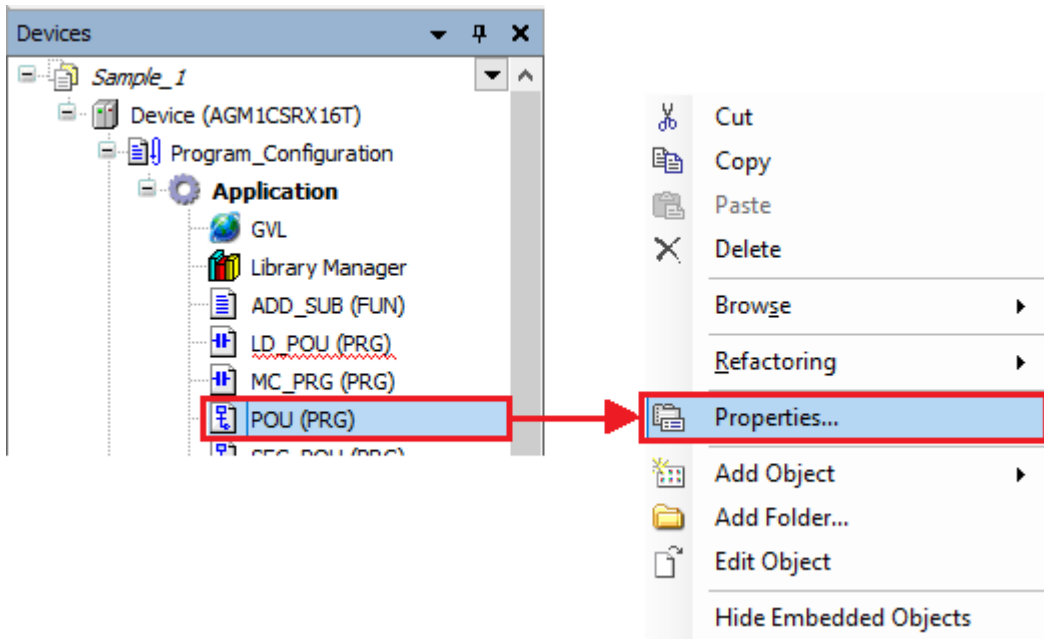 Devices
Sample_1
Device (AGM1CSRX16T)
Program_Configuration
Application
GVL
Library Manager
ADD_SUB (FUN)
LD_POU (PRG)
MC_PRG (PRG)
POU (PRG)
Cut
Copy
Paste
Delete
Browse
Refactoring
Properties...
Add Object
Add Folder...
Edit Object
Hide Embedded Objects